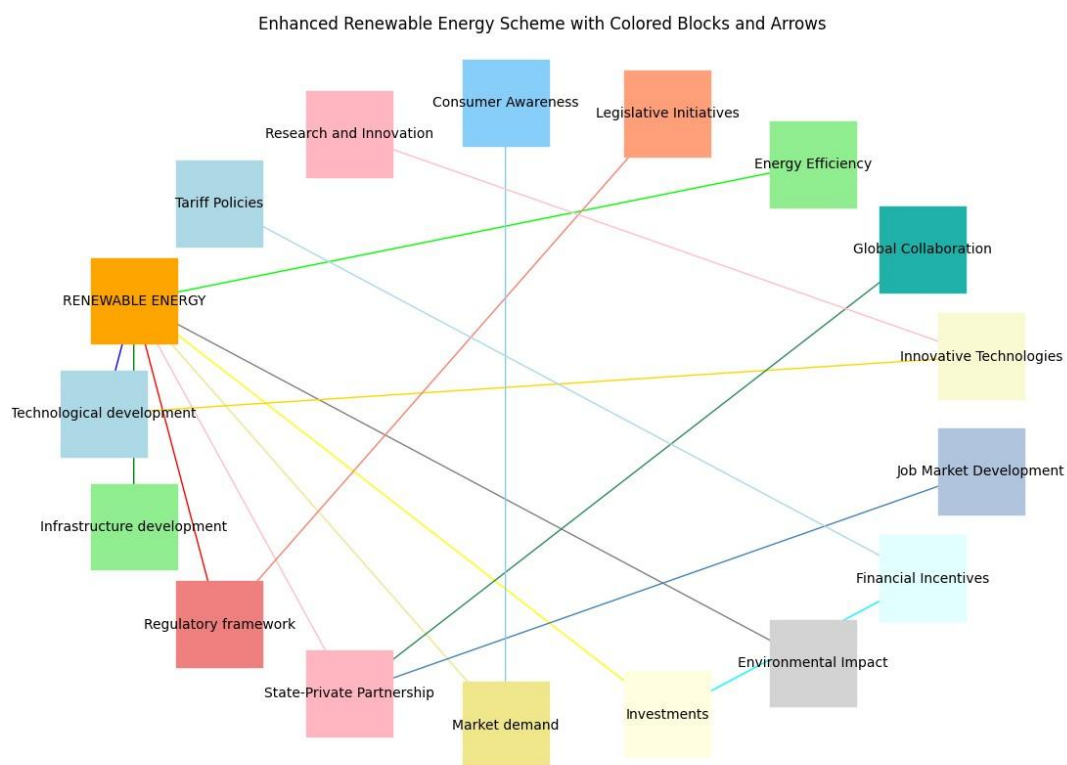 Enhanced Renewable Energy Scheme with Colored Blocks and Arrows
Consumer Awareness
Legislative Initiatives
Research and Innovation
Energy Efficiency
Tariff Policies
Global Collaboration
RENEWABLE ENERGY
Innovative Technologies
Technological development
Job Market Development
Infrastructure development
Financial Incentives
Regulatory framework
Environmental Impact
State-Private Partnership
Investments
Market demand